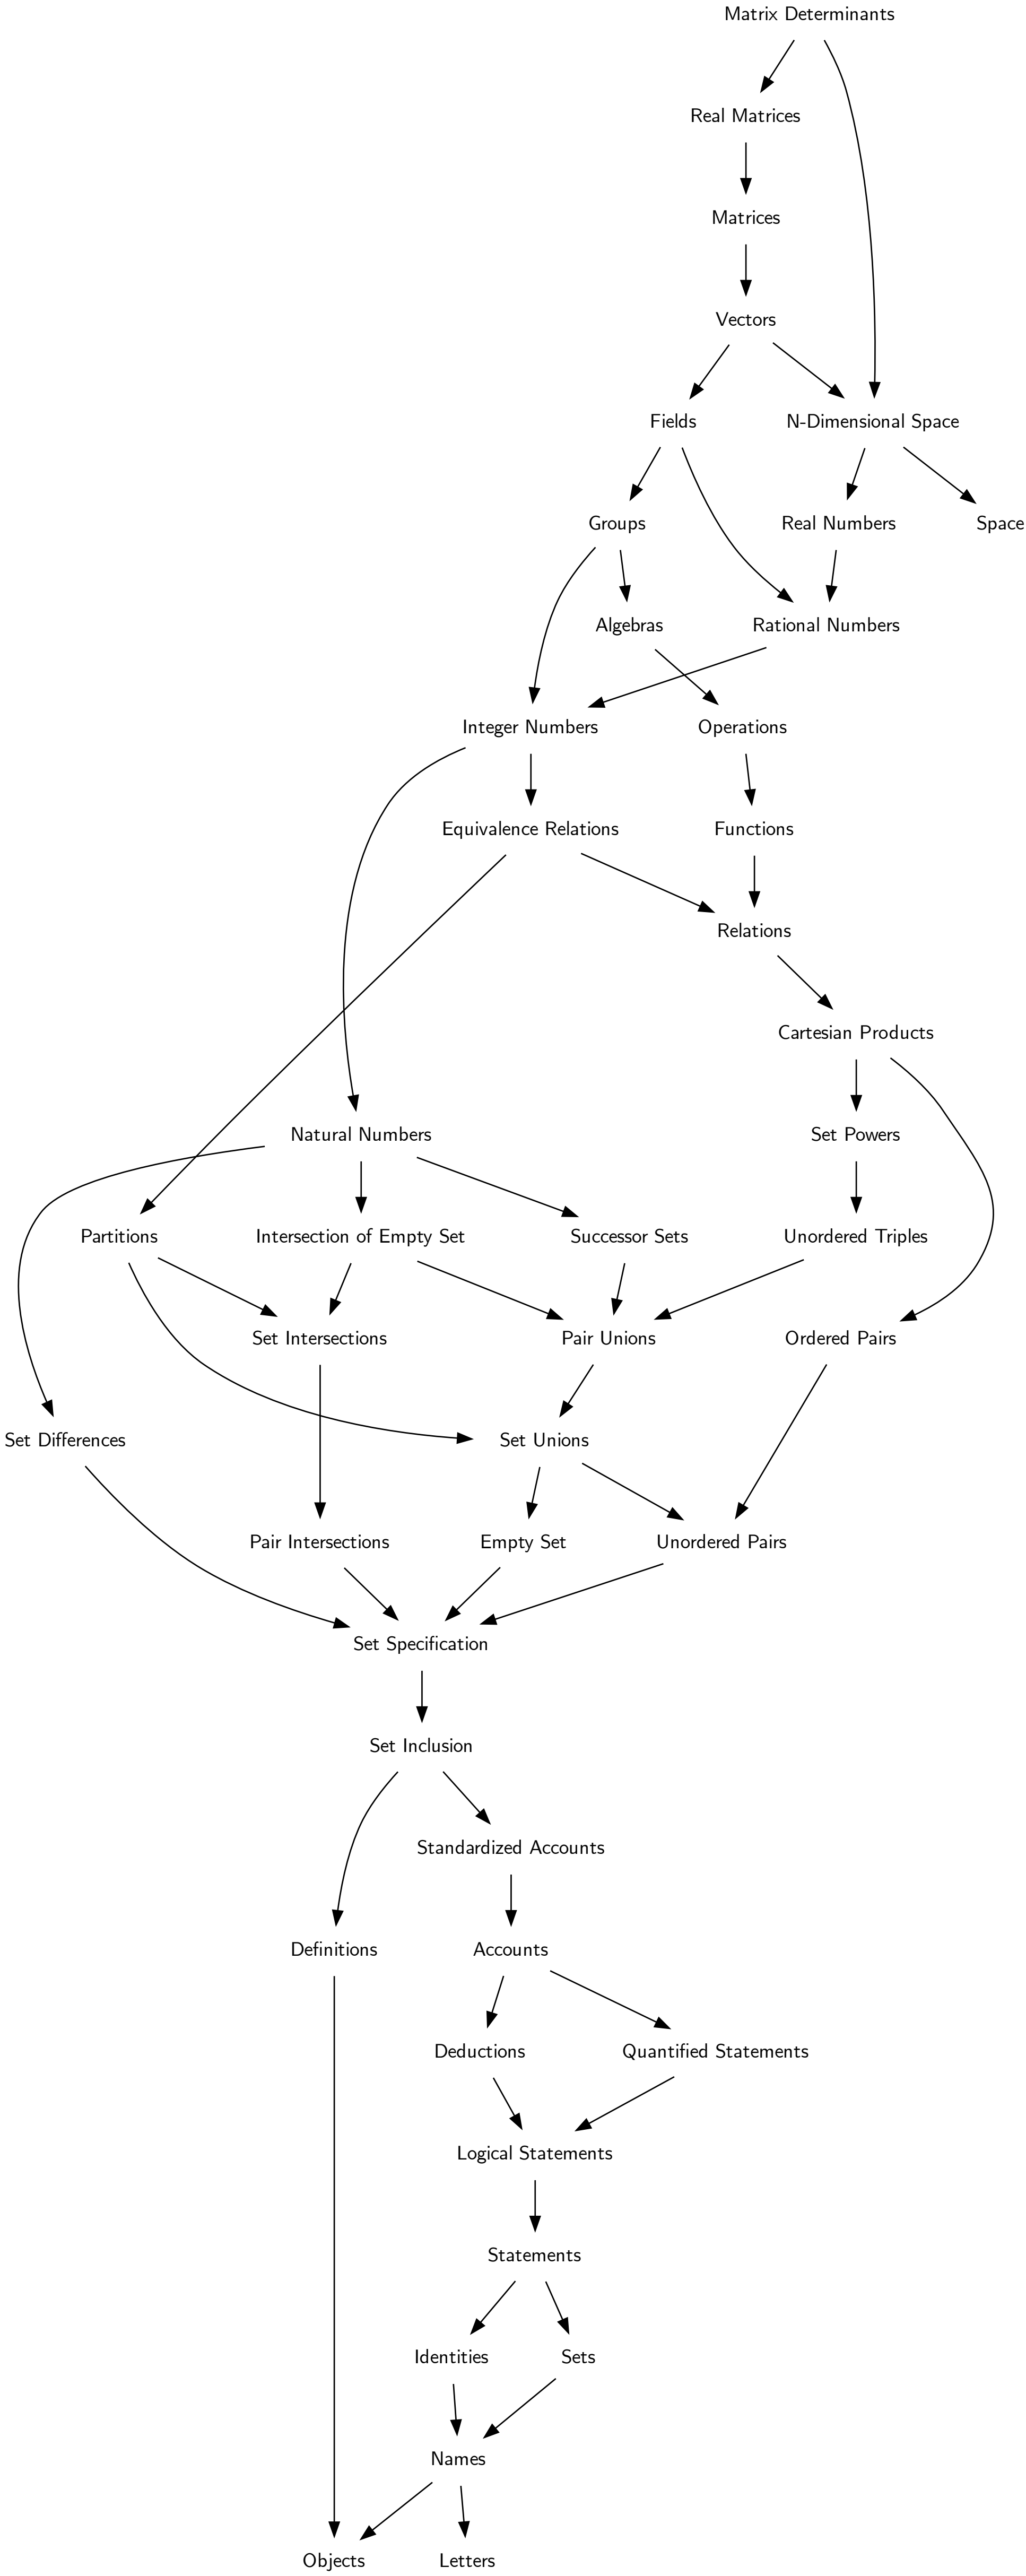 Matrix Determinants
Real Matrices
Matrices
Vectors
Fields
N-Dimensional Space
Groups
Real Numbers
Space
Algebras
Rational Numbers
Integer Numbers
Operations
Equivalence Relations
Functions
Relations
Cartesian Products
Natural Numbers
Set Powers
Partitions
Intersection of Empty Set
Successor Sets
Unordered Triples
Set Intersections
Pair Unions
Ordered Pairs
Set Differences
Set Unions
Pair Intersections
Empty Set
Unordered Pairs
Set Specification
Set Inclusion
Standardized Accounts
Definitions
Accounts
Deductions
Quantified Statements
Logical Statements
Statements
Identities
Sets
Names
Objects
Letters